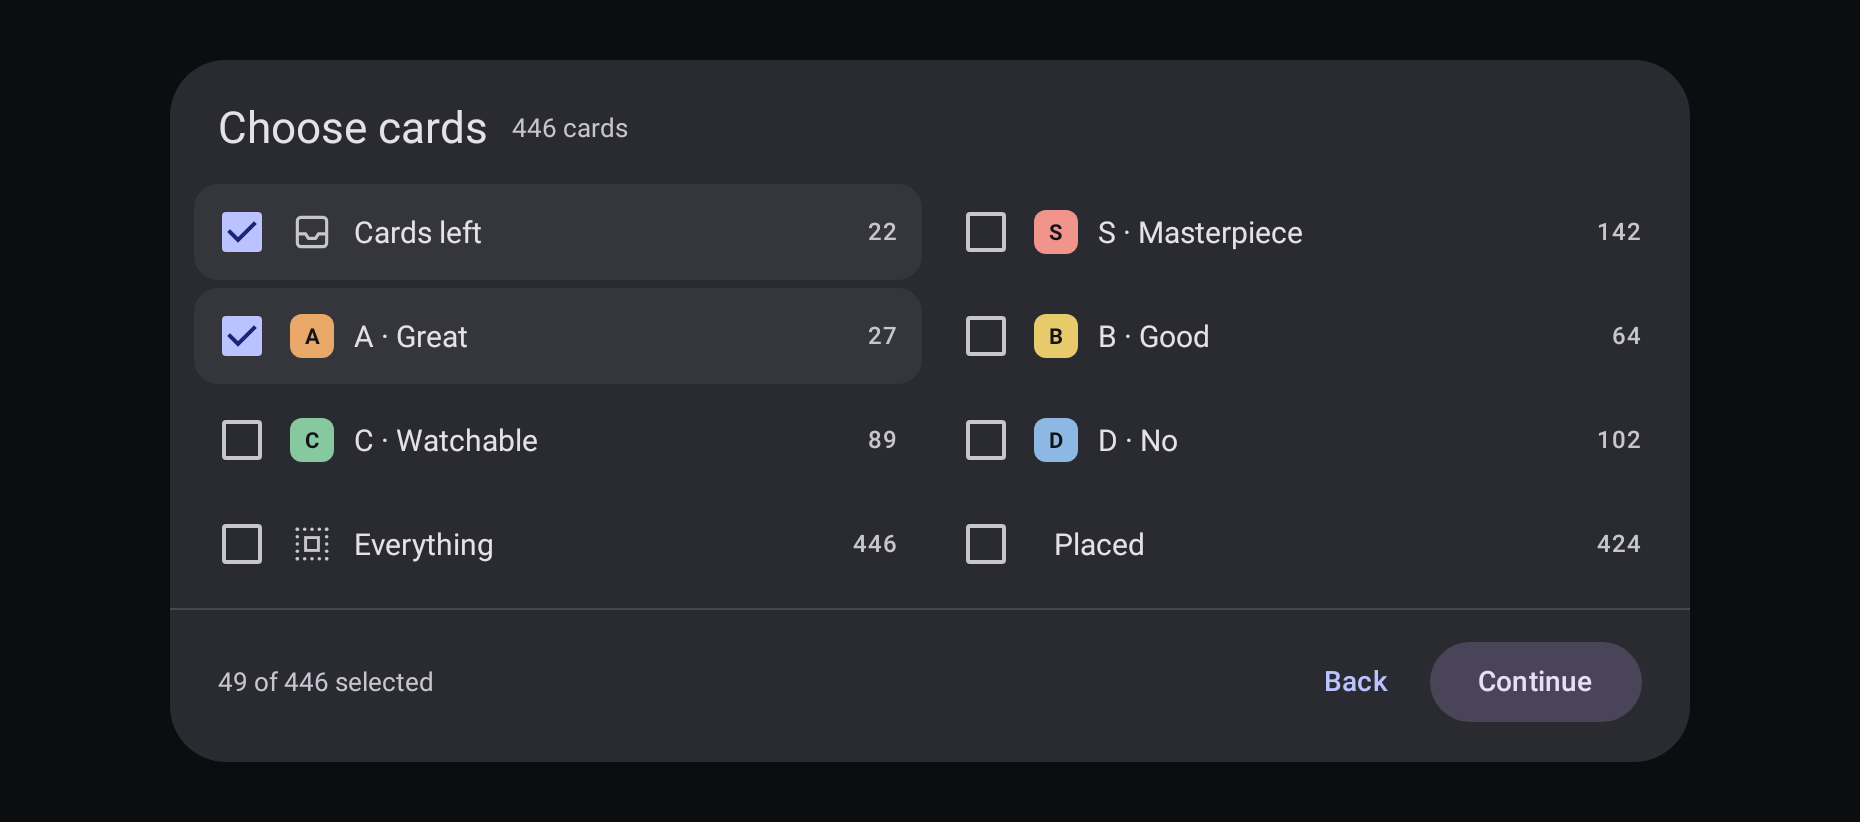 Choose cards 446 cards
Cards left 22
S S · Masterpiece 142
A A · Great 27
B B · Good 64
C C · Watchable 89
D D · No 102
Everything 446
Placed 424
49 of 446 selected
Back Continue